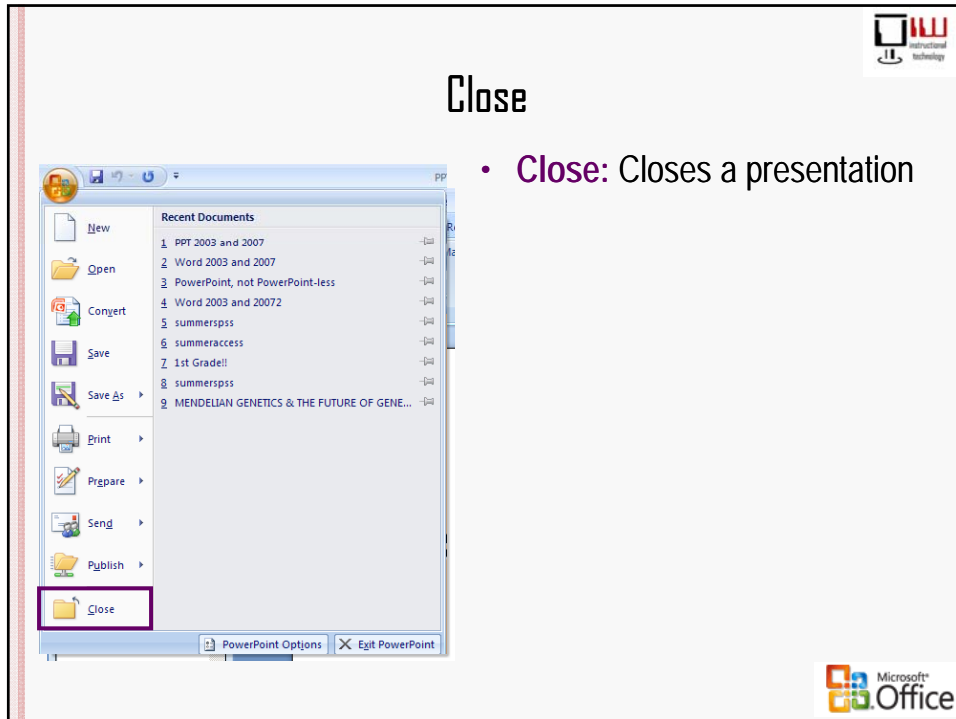 instructional
technology
Close
• Close: Closes a presentation
PP
Recent Documents
New
1 PPT 2003 and 2007
2 Word 2003 and 2007
Open
3 PowerPoint, not PowerPoint-less
4 Word 2003 and 20072
Convert
5 summerspss
6 summeraccess
Save
7 1st Grade!!
8 summerspss
Save As
9 MENDELIAN GENETICS & THE FUTURE OF GENE...
Print
Prepare
Send
Publish
Close
PowerPoint Options
Exit PowerPoint
Microsoft®
Office